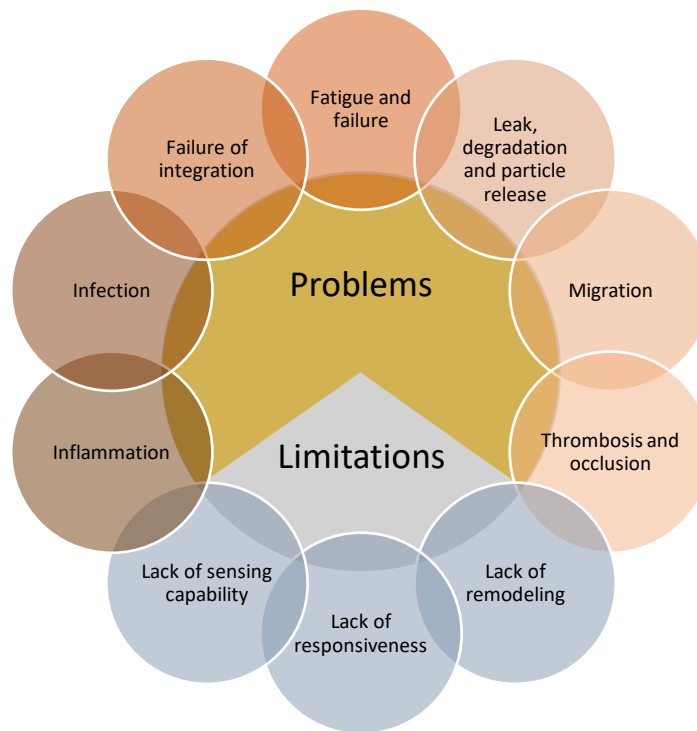 Fatigue and
failure
Leak,
degradation
and particle
release
Failure of
integration
Problems
Infection
Migration
Limitations
Inflammation
Thrombosis and
occlusion
Lack of sensing
capability
Lack of
remodeling
Lack of
responsiveness